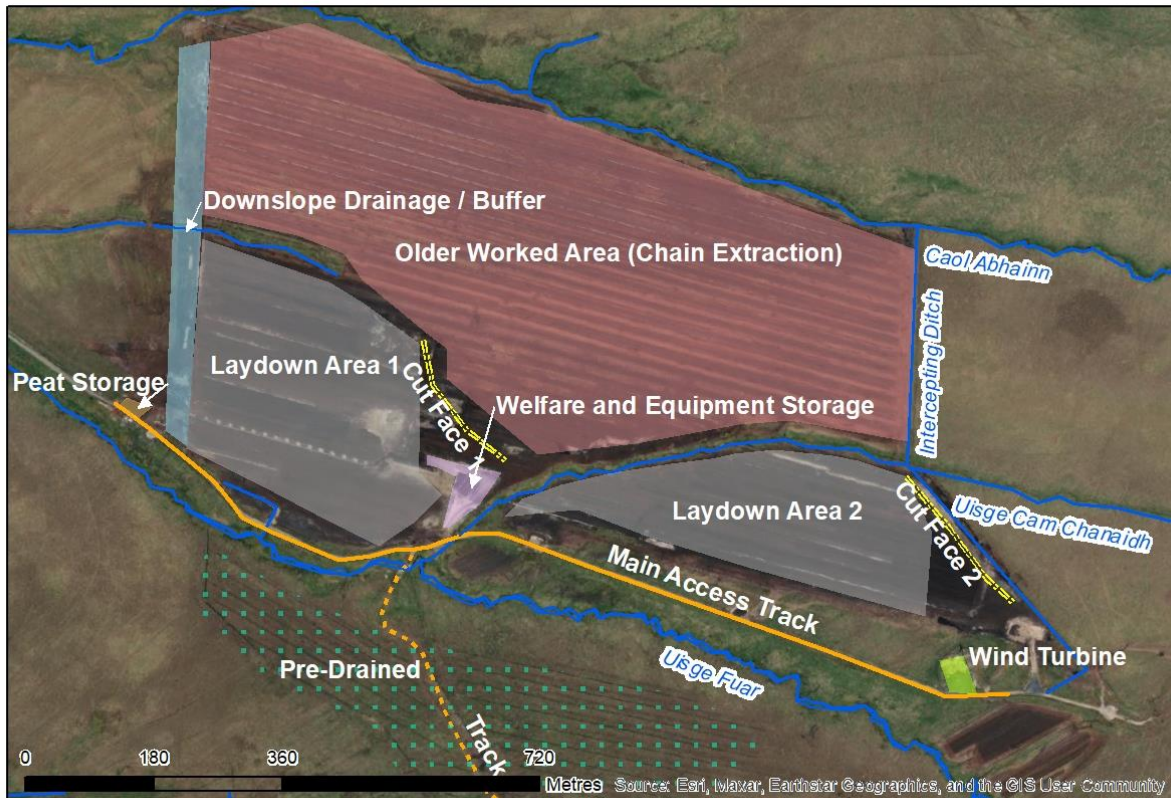 Downslope Drainage / Buffer
Older Worked Area (Chain Extraction)
Caol Abhainn
Intercepting Ditch
Laydown Area 1
Peat Storage
Cut Face 1
Welfare and Equipment Storage
Laydown Area 2
Cut Face 2
Uisge Cam Chanaidh
Main Access Track
Wind Turbine
Pre-Drained
Uisge Fuar
Track
0 180 360 720
Metres
Source: Esri, Maxar, Earthstar Geographics, and the GIS User Community